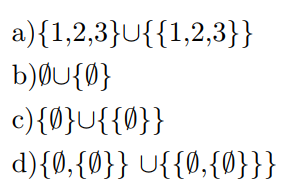 a){1,2,3}∪{{1,2,3}}
b)∅∪{∅}
c){∅}∪{{∅}}
d){∅,{∅}} ∪{{∅,{∅}}}